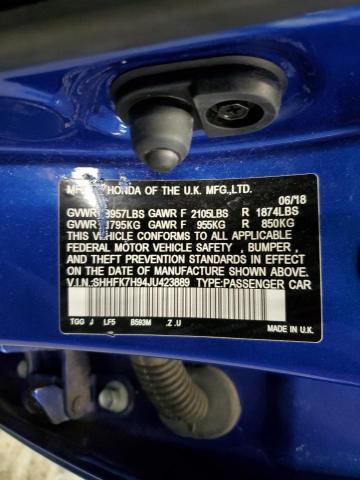 HONDA OF THE U.K. MFG.,LTD.
06/18
GVWR 3957LBS GAWR F 2105LBS R 1874LBS
GVWR 1795KG GAWR F 955KG R 850KG
THIS VEHICLE CONFORMS TO ALL APPLICABLE
FEDERAL MOTOR VEHICLE SAFETY , BUMPER ,
AND THEFT PREVENTION STANDARDS IN EFFECT
ON THE DATE OF MANUFACTURE SHOWN ABOVE.
V.I.N.:SHHFK7H94JU423889 TYPE:PASSENGER CAR
TGG J LF5 B593M .Z .U MADE IN U.K.